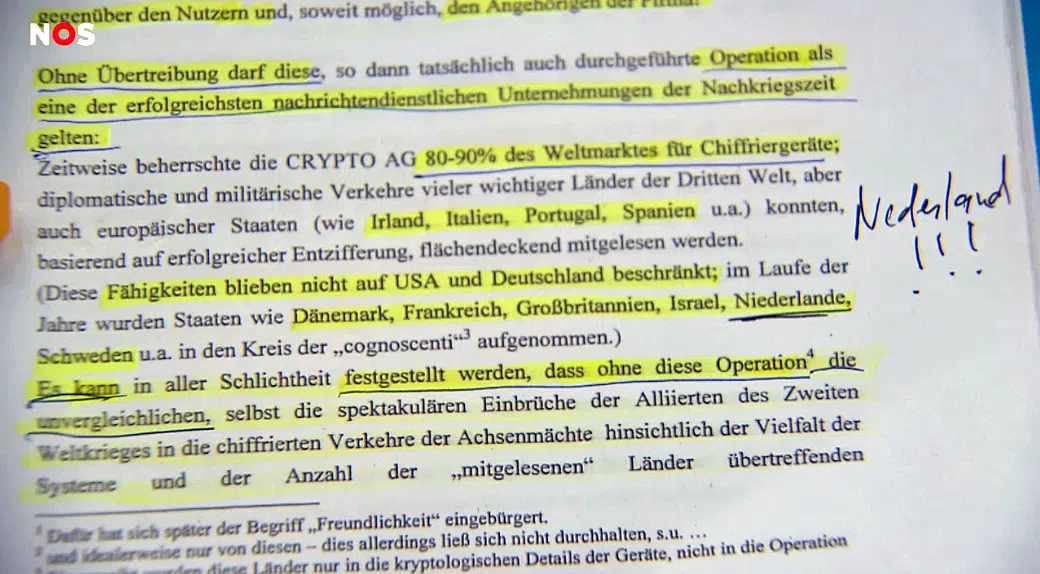 gegenüber den Nutzern und, soweit möglich, den Angehörigen der Firma.
NOS
Ohne Übertreibung darf diese, so dann tatsächlich auch durchgeführte Operation als
eine der erfolgreichsten nachrichtendienstlichen Unternehmungen der Nachkriegszeit
gelten:
Zeitweise beherrschte die CRYPTO AG 80-90% des Weltmarktes für Chiffriergeräte;
diplomatische und militärische Verkehre vieler wichtiger Länder der Dritten Welt, aber
auch europäischer Staaten (wie Irland, Italien, Portugal, Spanien u.a.) konnten,
basierend auf erfolgreicher Entzifferung, flächendeckend mitgelesen werden.
(Diese Fähigkeiten blieben nicht auf USA und Deutschland beschränkt; im Laufe der
Jahre wurden Staaten wie Dänemark, Frankreich, Großbritannien, Israel, Niederlande,
Schweden u.a. in den Kreis der „cognoscenti“³ aufgenommen.)
Es kann in aller Schlichtheit festgestellt werden, dass ohne diese Operation⁴, die
unvergleichlichen, selbst die spektakulären Einbrüche der Alliierten des Zweiten
Weltkrieges in die chiffrierten Verkehre der Achsenmächte hinsichtlich der Vielfalt der
Systeme und der Anzahl der „mitgelesenen“ Länder übertreffenden
Nederland
!!!
¹ Dafür hat sich später der Begriff „Freundlichkeit“ eingebürgert.
² und idealerweise nur von diesen – dies allerdings ließ sich nicht durchhalten, s.u. …
wurden diese Länder nur in die kryptologischen Details der Geräte, nicht in die Operation